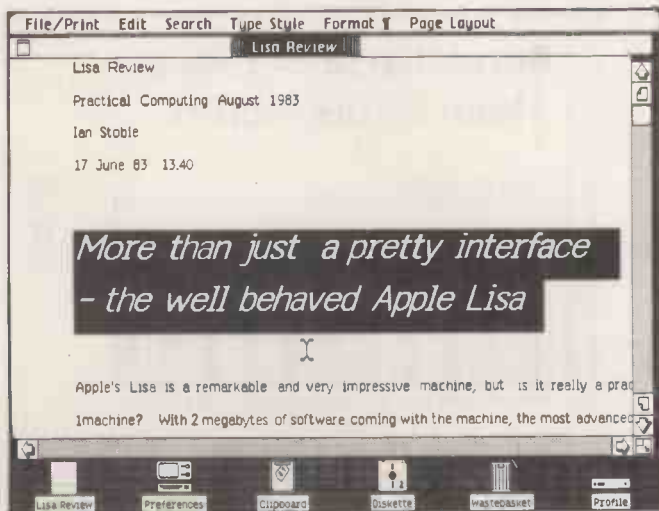 File/Print Edit Search Type Style Format ¶ Page Layout
Lisa Review
Lisa Review
Practical Computing August 1983
Ian Stobie
17 June 83 13.40
More than just a pretty interface
- the well behaved Apple Lisa
Apple's Lisa is a remarkable and very impressive machine, but is it really a prac
1machine? With 2 megabytes of software coming with the machine, the most advanced
Lisa Review Preferences Clipboard Diskette Wastebasket Profile